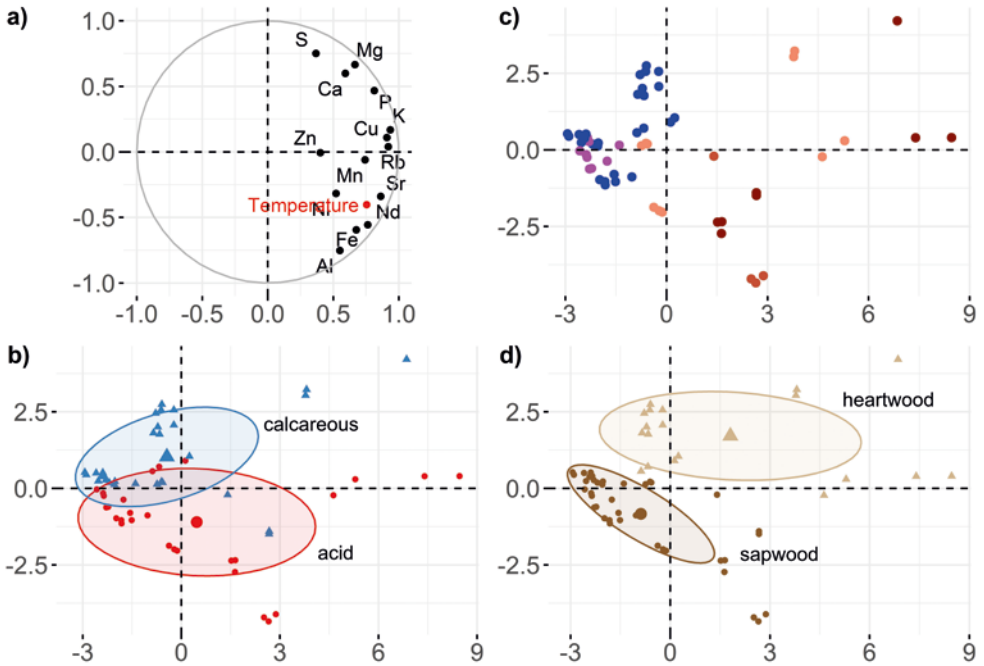 a)
1.0
0.5
0.0
-0.5
-1.0
S
Mg
Ca
P
K
Cu
Zn
Rb
Mn
Sr
Temperature
Ni
Nd
Fe
Al
-1.0 -0.5 0.0 0.5 1.0
c)
2.5
0.0
-2.5
-3 0 3 6 9
b)
2.5
0.0
-2.5
calcareous
acid
-3 0 3 6 9
d)
2.5
0.0
-2.5
heartwood
sapwood
-3 0 3 6 9